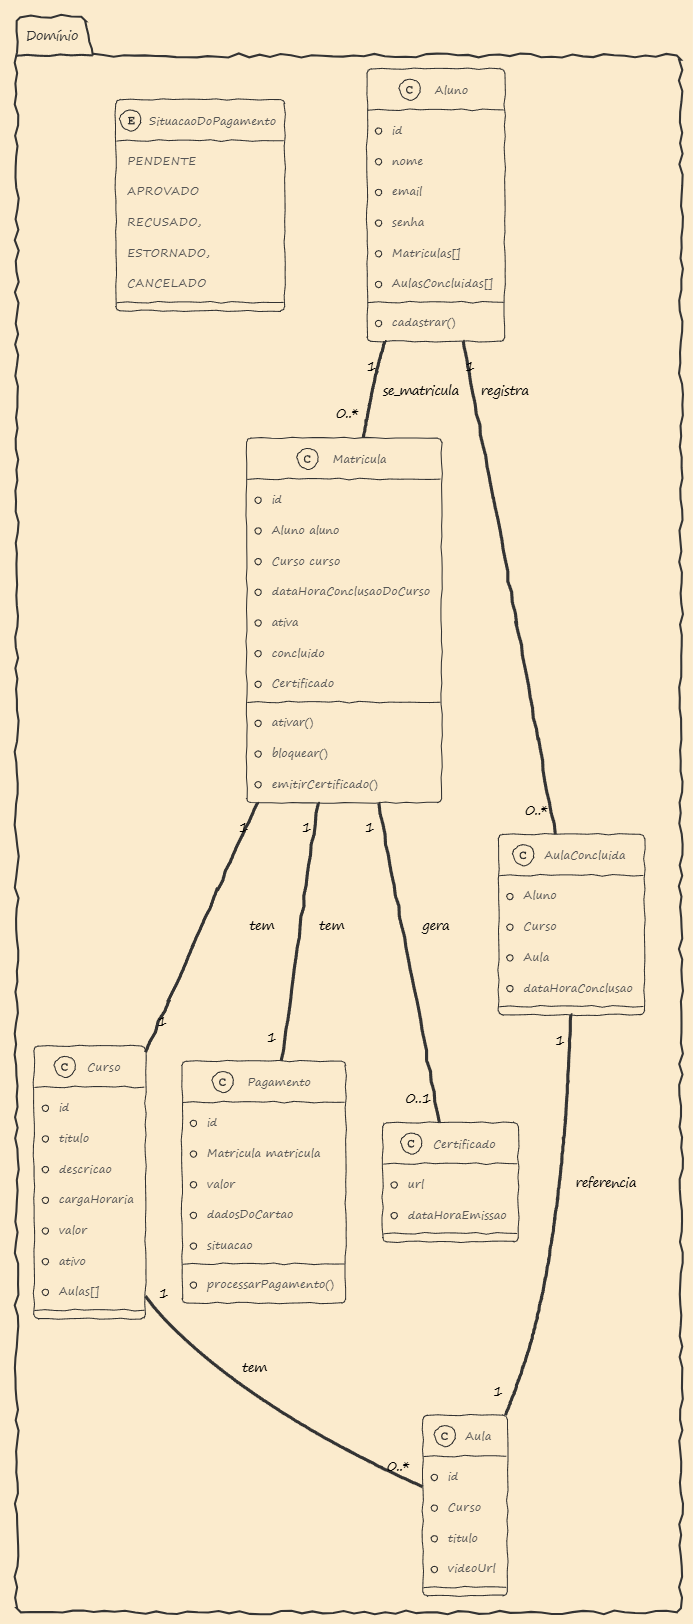 Domínio
E SituacaoDoPagamento
PENDENTE
APROVADO
RECUSADO,
ESTORNADO,
CANCELADO
C Aluno
id
nome
email
senha
Matriculas[]
AulasConcluidas[]
cadastrar()
1
se_matricula
0..*
1
registra
0..*
C Matricula
id
Aluno aluno
Curso curso
dataHoraConclusaoDoCurso
ativa
concluido
Certificado
ativar()
bloquear()
emitirCertificado()
C AulaConcluida
Aluno
Curso
Aula
dataHoraConclusao
1
tem
1
1
tem
1
1
gera
0..1
1
referencia
1
C Curso
id
titulo
descricao
cargaHoraria
valor
ativo
Aulas[]
C Pagamento
id
Matricula matricula
valor
dadosDoCartao
situacao
processarPagamento()
C Certificado
url
dataHoraEmissao
1
tem
0..*
C Aula
id
Curso
titulo
videoUrl